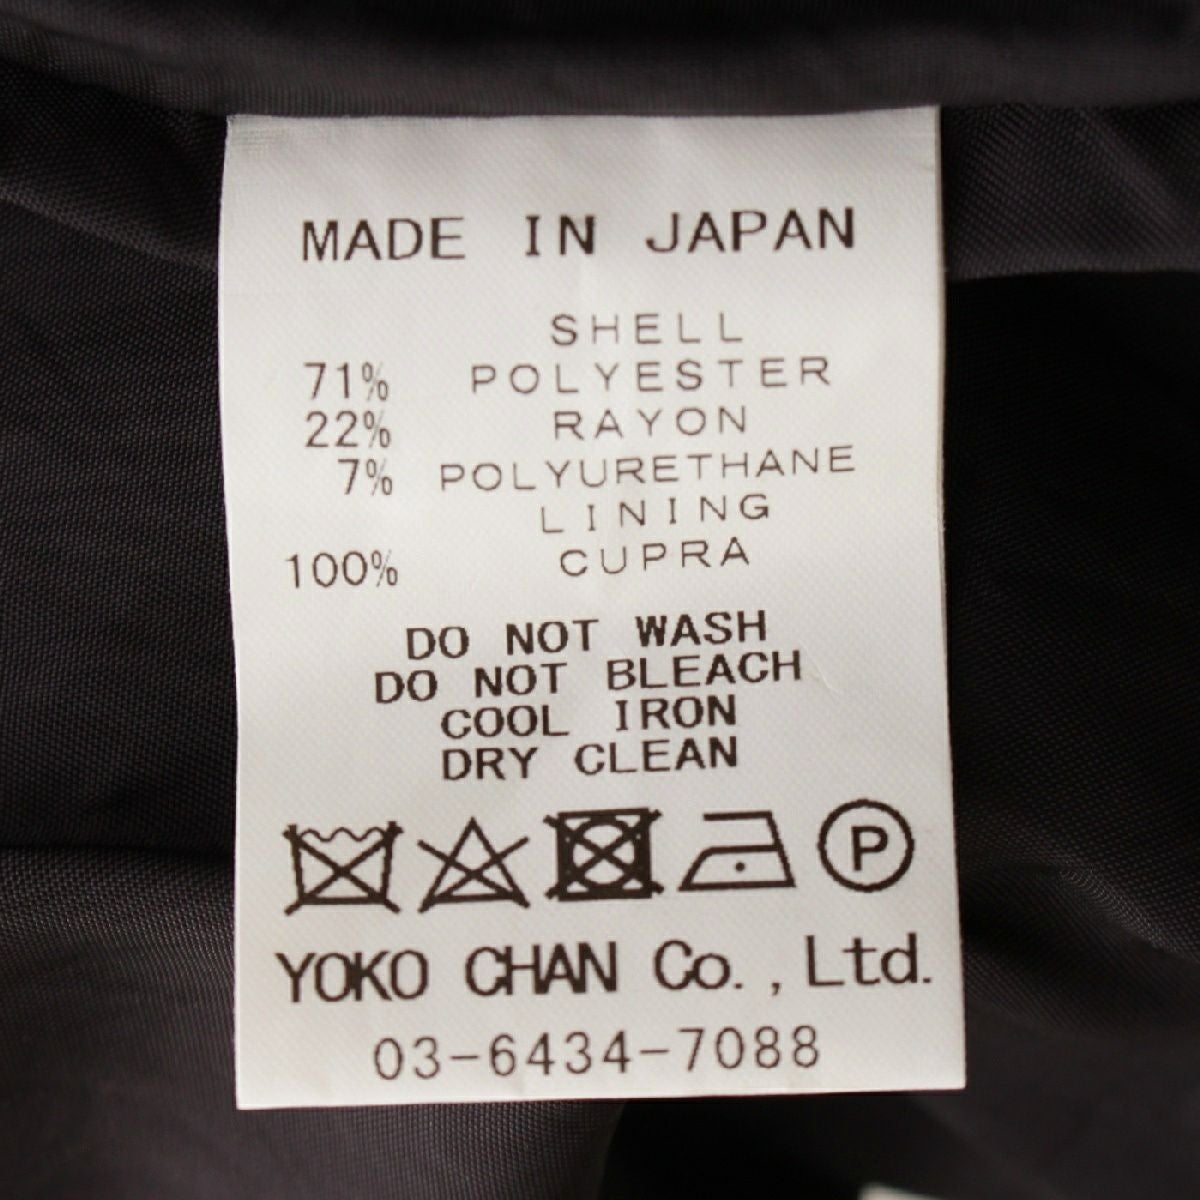 MADE IN JAPAN
SHELL
71% POLYESTER
22% RAYON
7% POLYURETHANE
LINING
100% CUPRA
DO NOT WASH
DO NOT BLEACH
COOL IRON
DRY CLEAN
P
YOKO CHAN Co., Ltd.
03-6434-7088